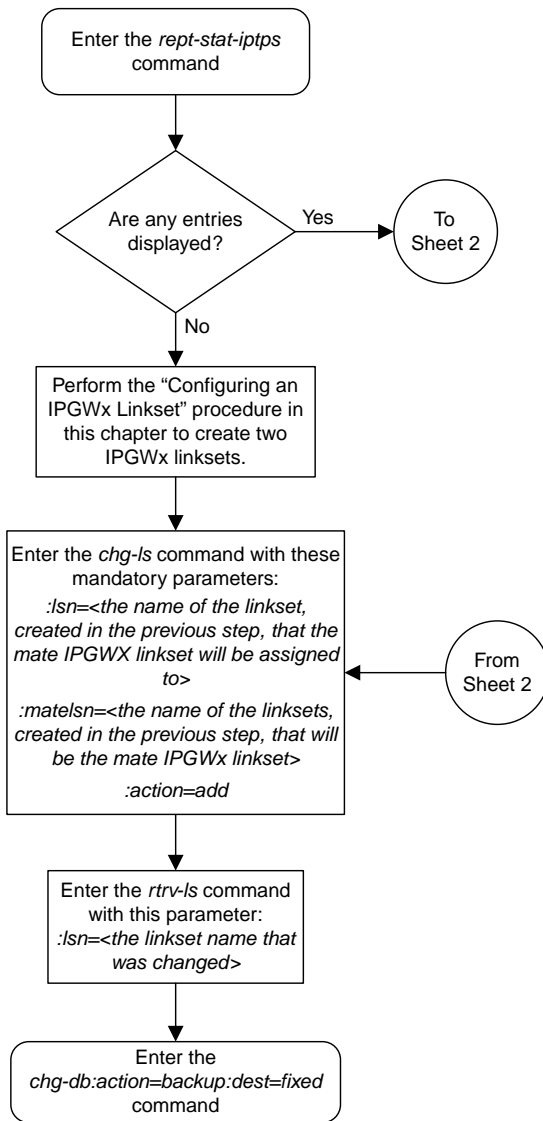 Enter the rept-stat-iptps
command
Are any entries
displayed?
Yes
To
Sheet 2
No
Perform the “Configuring an
IPGWx Linkset” procedure in
this chapter to create two
IPGWx linksets.
Enter the chg-ls command with these
mandatory parameters:
:lsn=<the name of the linkset,
created in the previous step, that the
mate IPGWX linkset will be assigned
to>
:matelsn=<the name of the linksets,
created in the previous step, that will
be the mate IPGWx linkset>
:action=add
From
Sheet 2
Enter the rtrv-ls command
with this parameter:
:lsn=<the linkset name that
was changed>
Enter the
chg-db:action=backup:dest=fixed
command